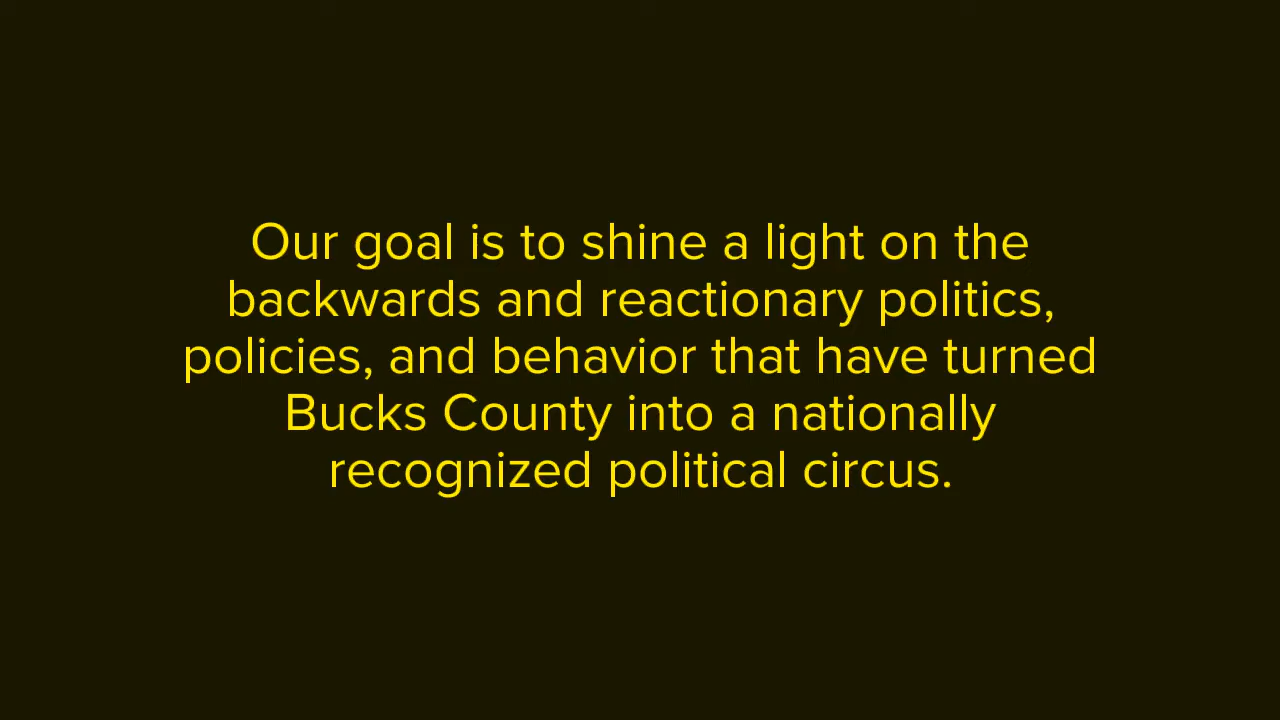 Our goal is to shine a light on the
backwards and reactionary politics,
policies, and behavior that have turned
Bucks County into a nationally
recognized political circus.